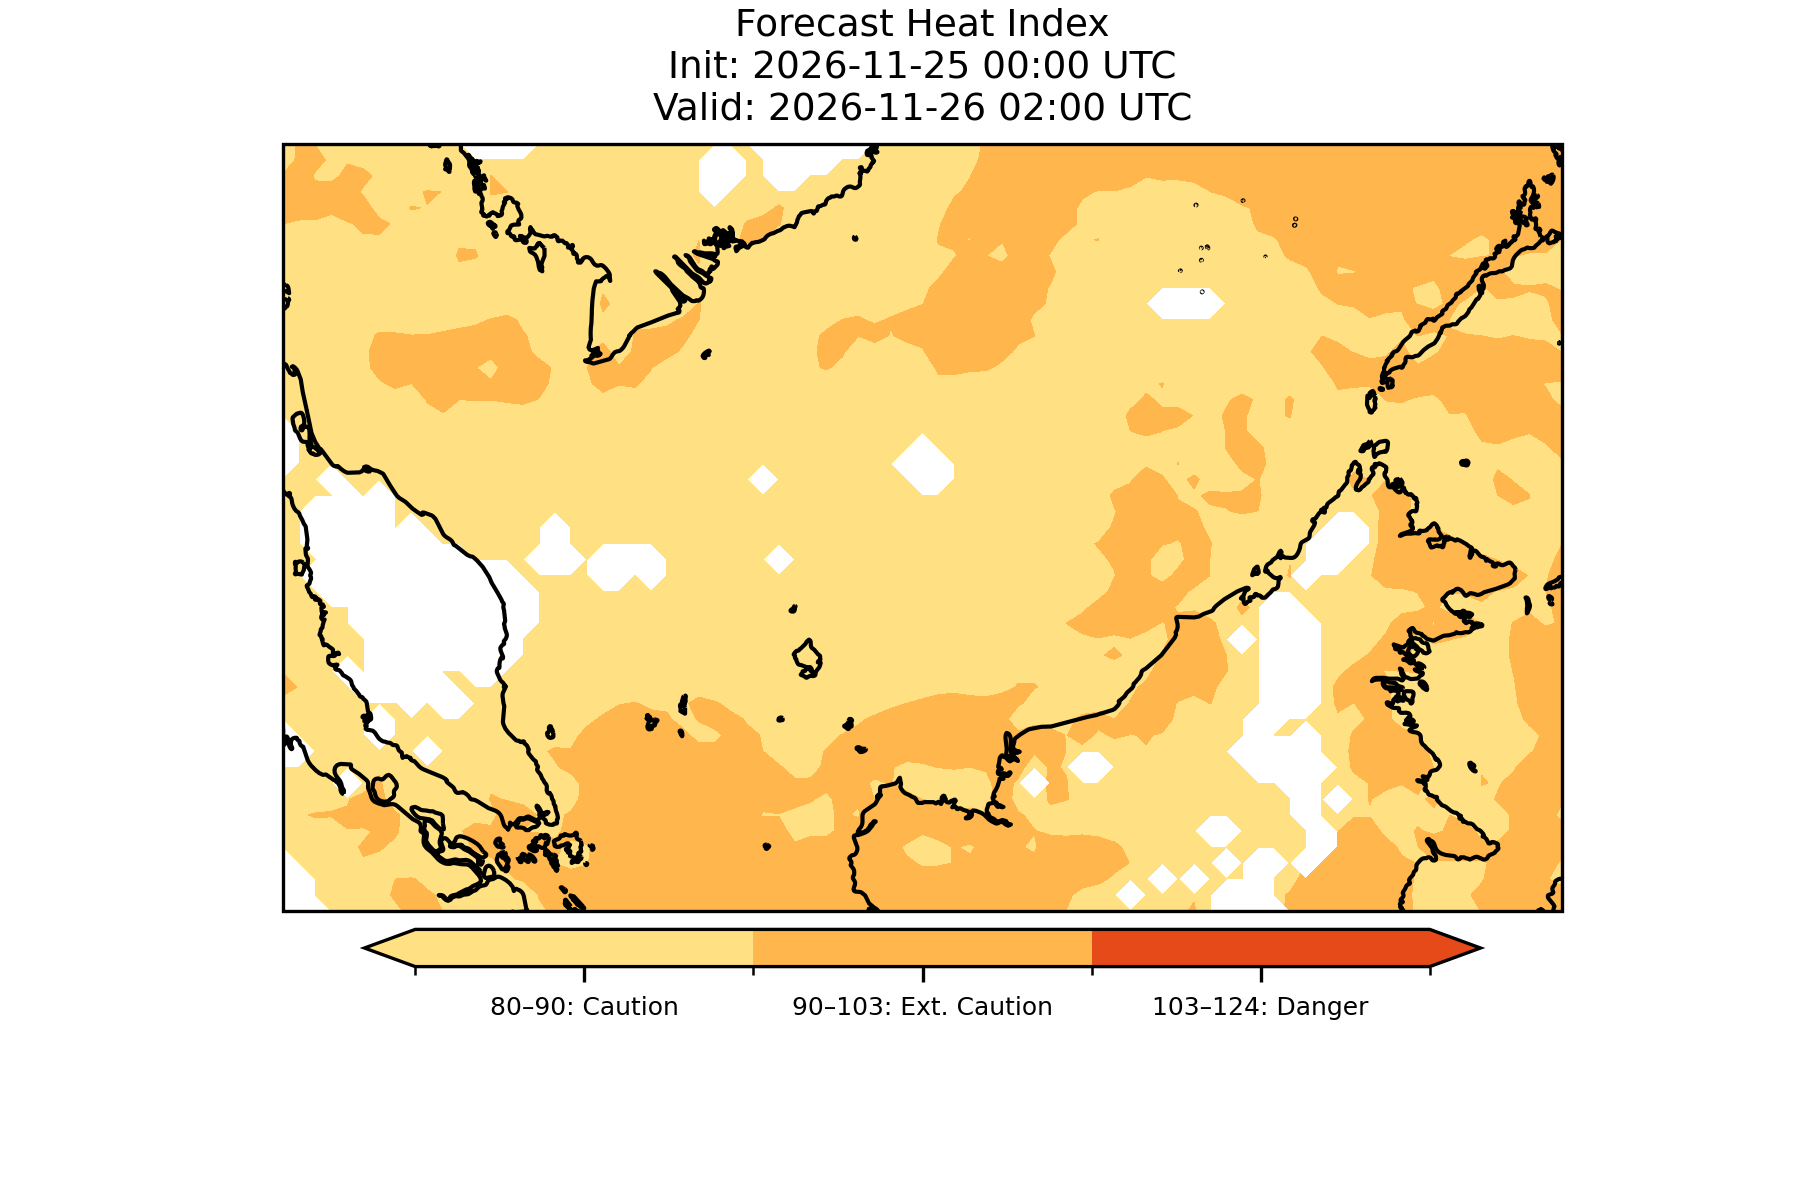 Forecast Heat Index
Init: 2026-11-25 00:00 UTC
Valid: 2026-11-26 02:00 UTC
80–90: Caution
90–103: Ext. Caution
103–124: Danger